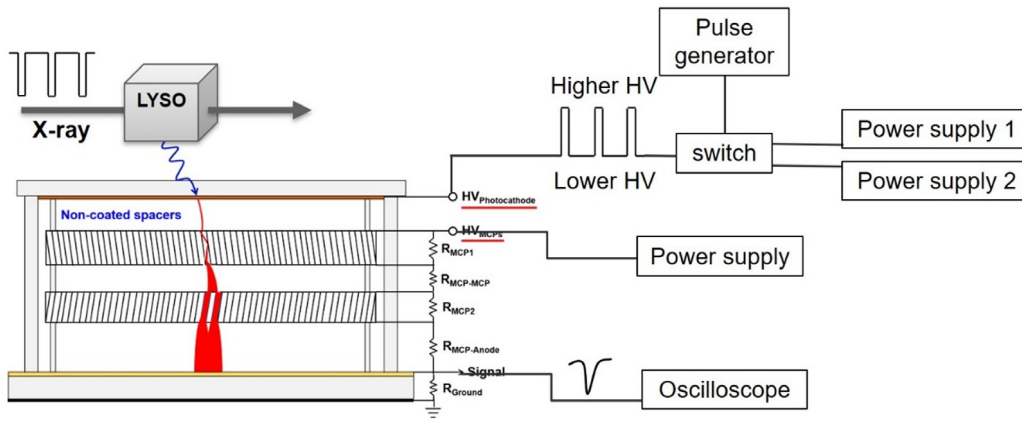 Pulse
generator
LYSO
X-ray
Higher HV
Lower HV
switch
Power supply 1
Power supply 2
Non-coated spacers
HVPhotocathode
HVMCPs
RMCP1
RMCP-MCP
RMCP2
RMCP-Anode
Signal
RGround
Power supply
Oscilloscope